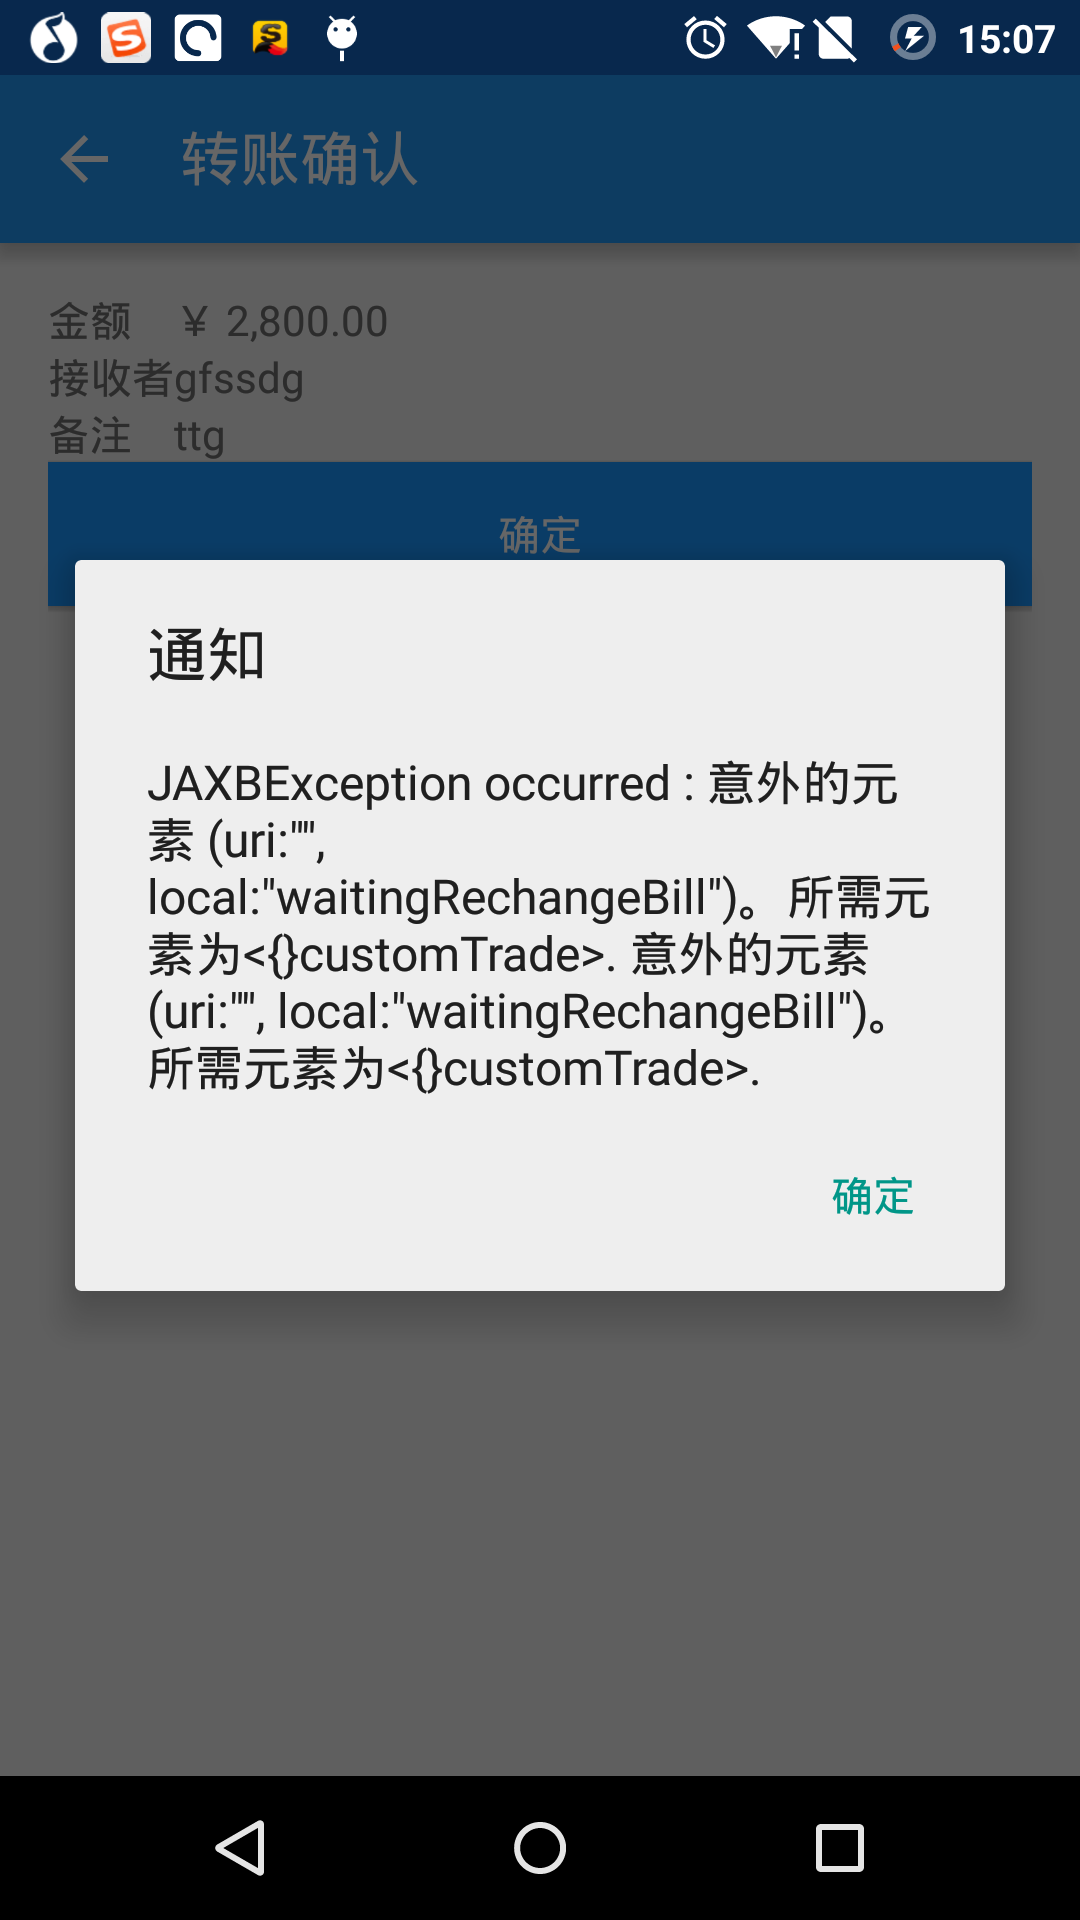 15:07
转账确认
金额 ¥ 2,800.00
接收者gfssdg
备注 ttg
确定
通知
JAXBException occurred : 意外的元
素 (uri:"",
local:"waitingRechangeBill")。所需元
素为<{}customTrade>. 意外的元素
(uri:"", local:"waitingRechangeBill")。
所需元素为<{}customTrade>.
确定